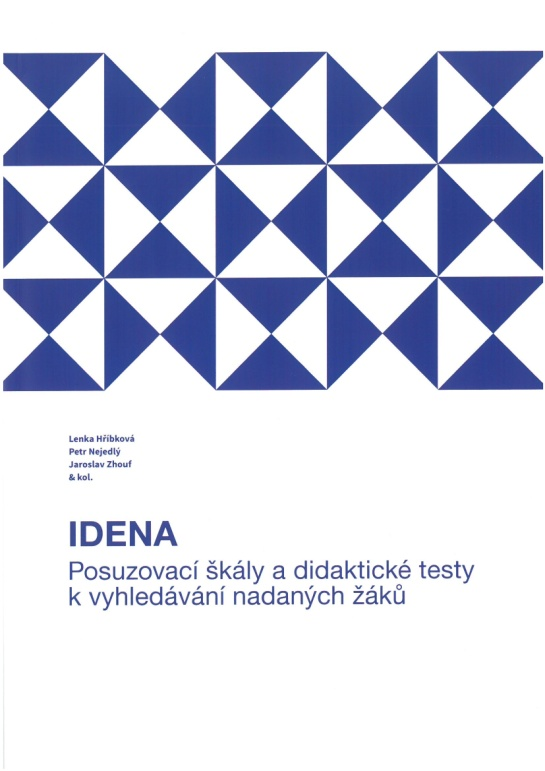 Lenka Hříbková
Petr Nejedlý
Jaroslav Zhouf
& kol.
IDENA
Posuzovací škály a didaktické testy
k vyhledávání nadaných žáků